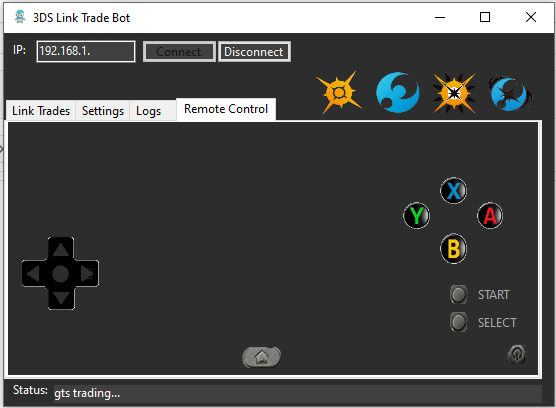 3DS Link Trade Bot
IP: 192.168.1. Connect Disconnect
Link Trades Settings Logs Remote Control
X
Y A
B
START
SELECT
Status: gts trading...